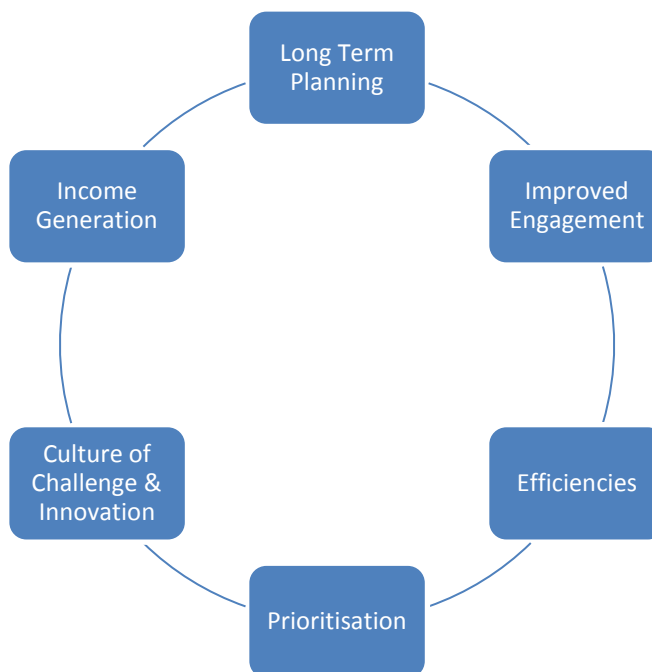 Long Term
Planning
Improved
Engagement
Efficiencies
Prioritisation
Culture of
Challenge &
Innovation
Income
Generation